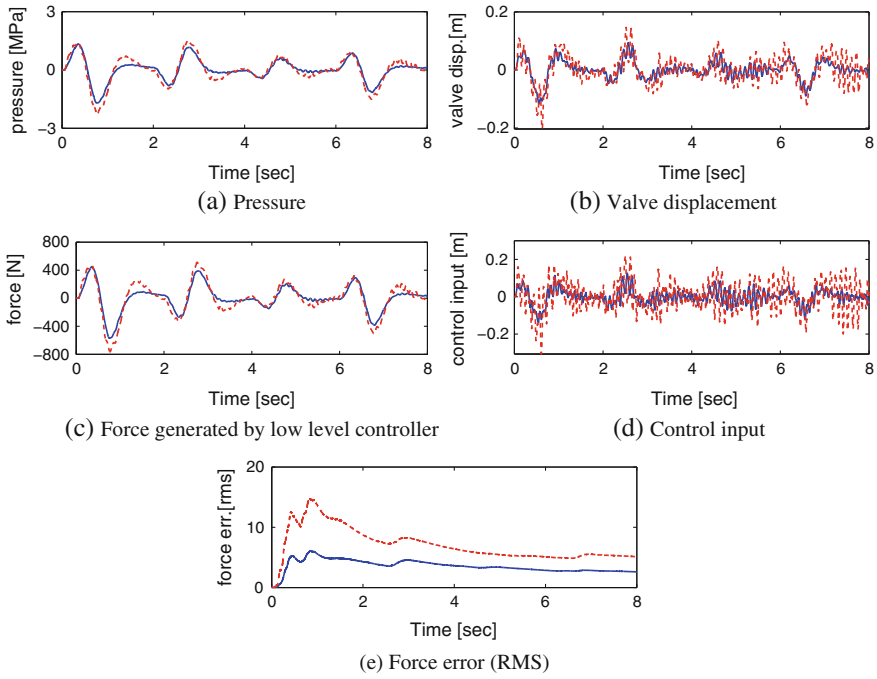 3
0
−3
pressure [MPa]
0 2 4 6 8
Time [sec]
(a) Pressure
0.2
0
−0.2
valve disp.[m]
0 2 4 6 8
Time [sec]
(b) Valve displacement
800
400
0
−400
−800
force [N]
0 2 4 6 8
Time [sec]
(c) Force generated by low level controller
0.2
0
−0.2
control input [m]
0 2 4 6 8
Time [sec]
(d) Control input
20
10
0
force err.[rms]
0 2 4 6 8
Time [sec]
(e) Force error (RMS)